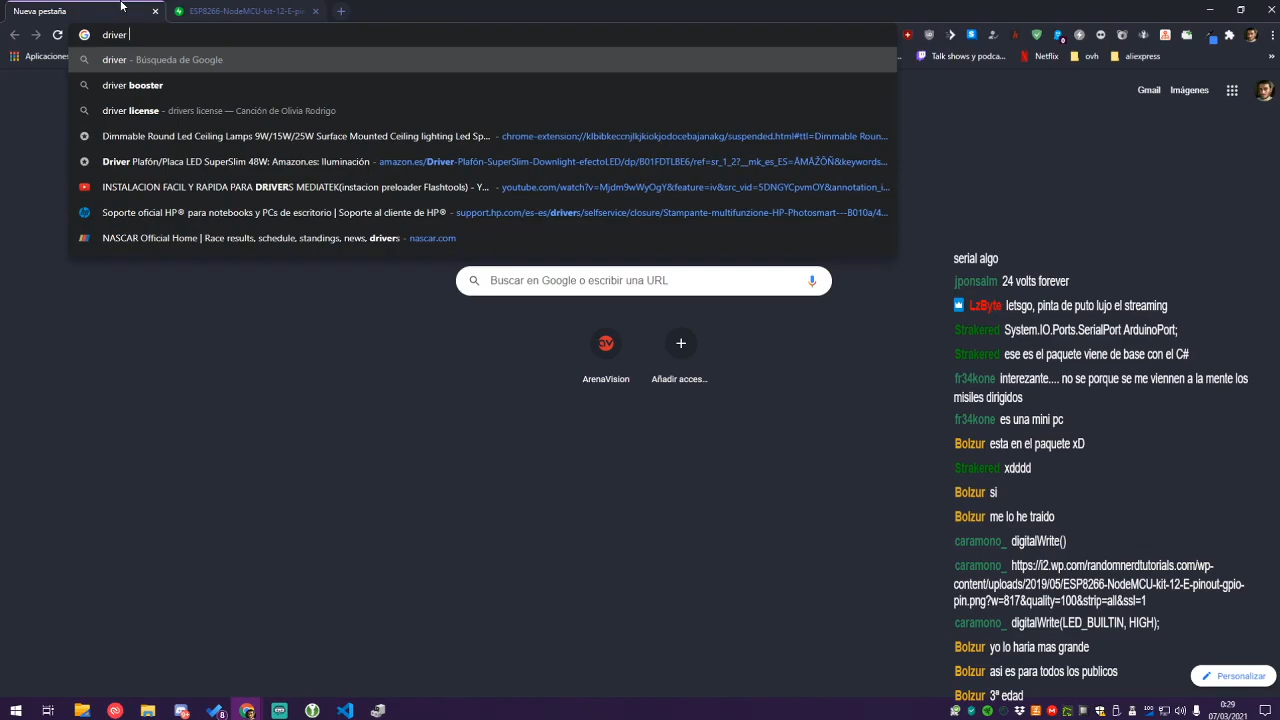 Nueva pestaña
ESP8266-NodeMCU-kit-12-E-pin
driver
Aplicaciones
Talk shows y podca...
Netflix
ovh
aliexpress
driver - Búsqueda de Google
driver booster
driver license — drivers license — Canción de Olivia Rodrigo
Dimmable Round Led Ceiling Lamps 9W/15W/25W Surface Mounted Ceiling lighting Led Sp... - chrome-extension://klbibkeccnjlkjkiokjodocebajanakg/suspended.html#ttl=Dimmable Roun...
Driver Plafón/Placa LED SuperSlim 48W: Amazon.es: Iluminación - amazon.es/Driver-Plafón-SuperSlim-Downlight-efectoLED/dp/B01FDTLBE6/ref=sr_1_2?__mk_es_ES=ÅMÅŽÕÑ&keywords...
INSTALACION FACIL Y RAPIDA PARA DRIVERS MEDIATEK(instacion preloader Flashtools) - Y... - youtube.com/watch?v=Mjdm9wWyOgY&feature=iv&src_vid=5DNGYCpvmOY&annotation_i...
Soporte oficial HP® para notebooks y PCs de escritorio | Soporte al cliente de HP® - support.hp.com/es-es/drivers/selfservice/closure/Stampante-multifunzione-HP-Photosmart---B010a/4...
NASCAR Official Home | Race results, schedule, standings, news, drivers - nascar.com
Gmail
Imágenes
Buscar en Google o escribir una URL
ArenaVision
Añadir acces...
serial algo
jponsalm 24 volts forever
LzByte letsgo, pinta de puto lujo el streaming
Strakered System.IO.Ports.SerialPort ArduinoPort;
Strakered ese es el paquete viene de base con el C#
fr34kone interezante.... no se porque se me viennen a la mente los
misiles dirigidos
fr34kone es una mini pc
Bolzur esta en el paquete xD
Strakered xdddd
Bolzur si
Bolzur me lo he traido
caramono_ digitalWrite()
caramono_ https://i2.wp.com/randomnerdtutorials.com/wp-
content/uploads/2019/05/ESP8266-NodeMCU-kit-12-E-pinout-gpio-
pin.png?w=817&quality=100&strip=all&ssl=1
caramono_ digitalWrite(LED_BUILTIN, HIGH);
Bolzur yo lo haria mas grande
Bolzur asi es para todos los publicos
Bolzur 3ª edad
Personalizar
0:29
07/03/2021